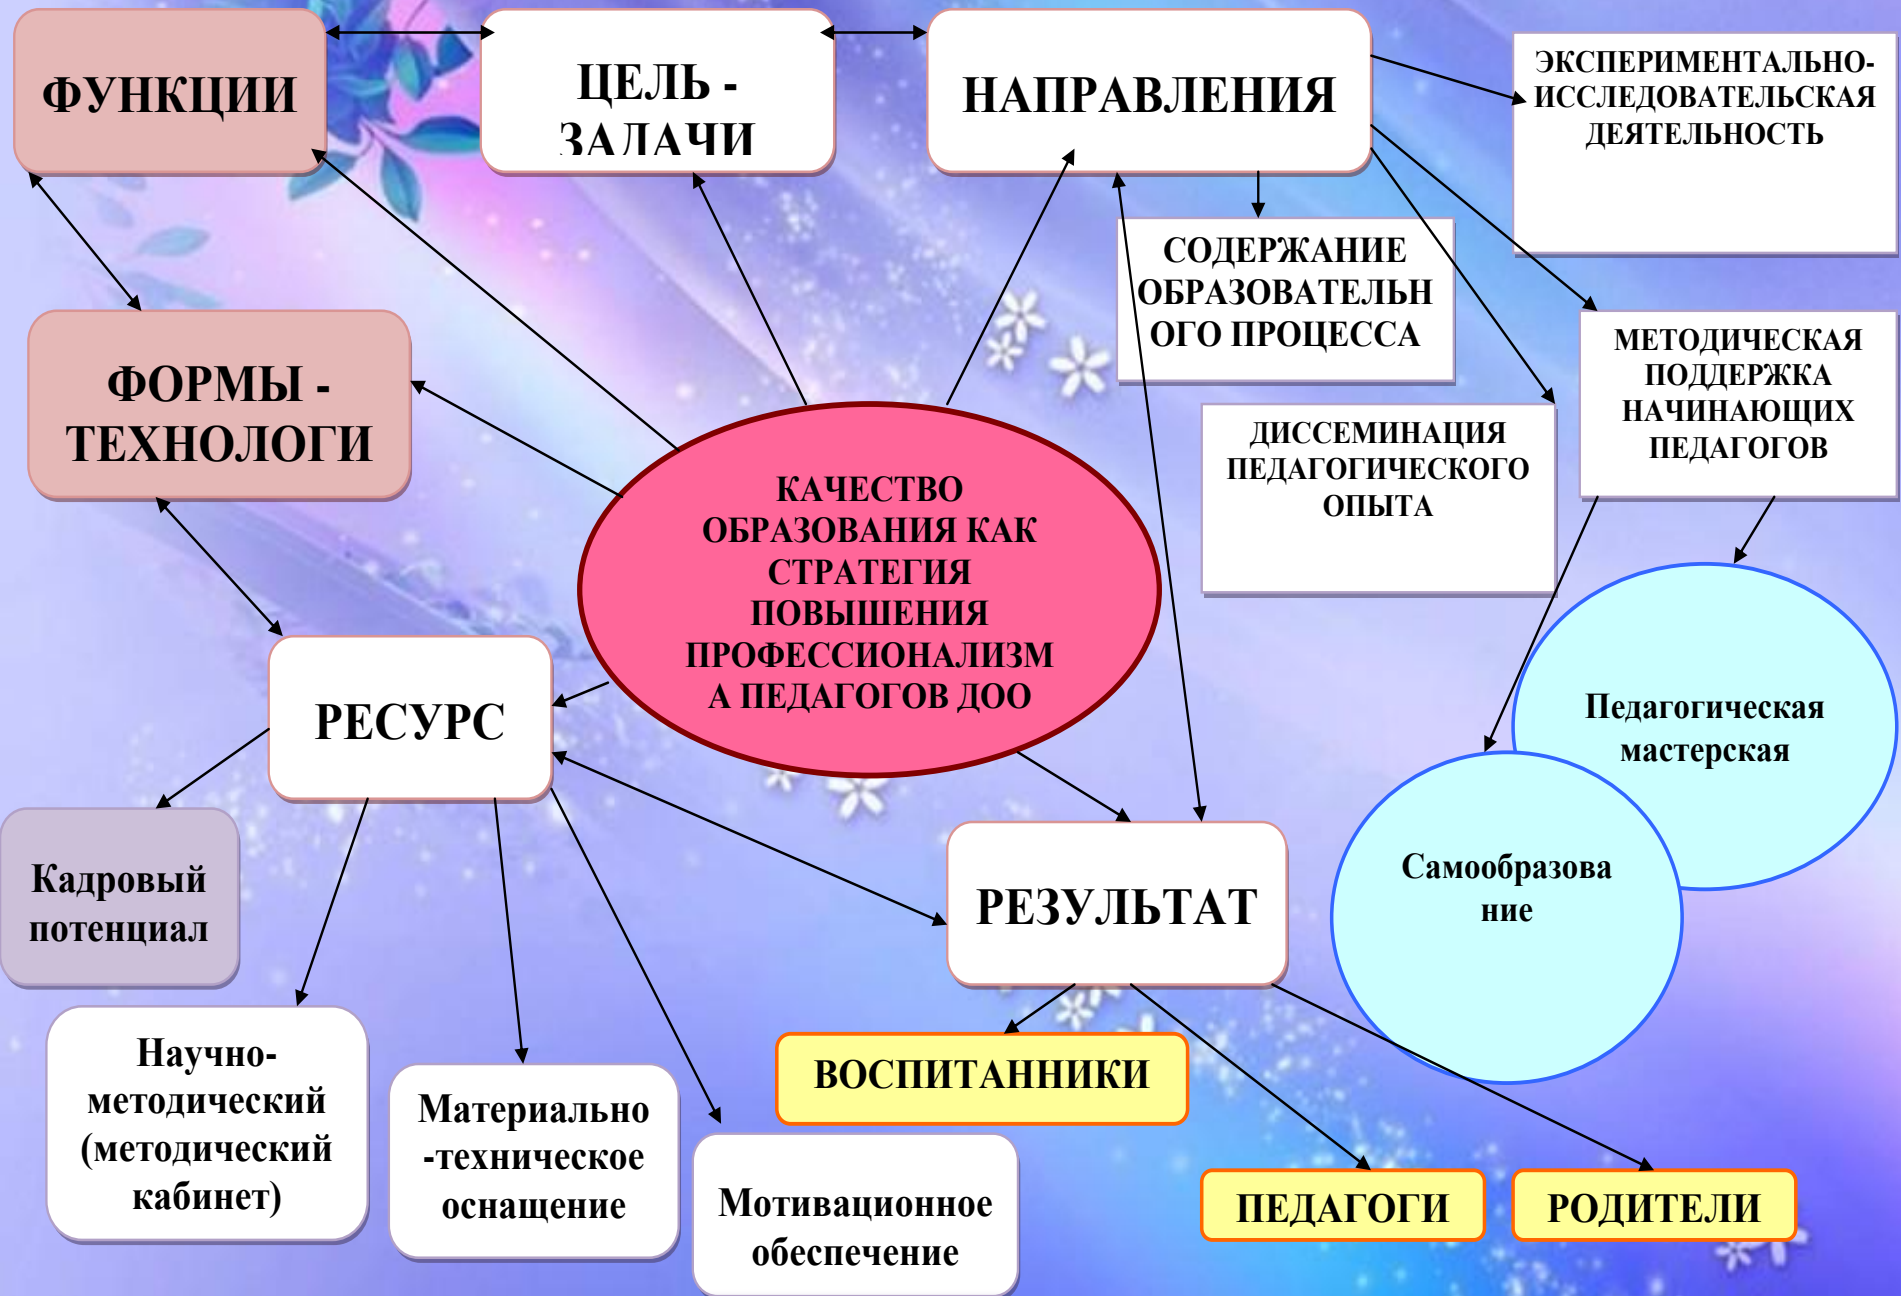 ФУНКЦИИ
ЦЕЛЬ -
ЗАДАЧИ
НАПРАВЛЕНИЯ
ЭКСПЕРИМЕНТАЛЬНО-
ИССЛЕДОВАТЕЛЬСКАЯ
ДЕЯТЕЛЬНОСТЬ
СОДЕРЖАНИЕ
ОБРАЗОВАТЕЛЬН
ОГО ПРОЦЕССА
МЕТОДИЧЕСКАЯ
ПОДДЕРЖКА
НАЧИНАЮЩИХ
ПЕДАГОГОВ
ФОРМЫ -
ТЕХНОЛОГИ
ДИССЕМИНАЦИЯ
ПЕДАГОГИЧЕСКОГО
ОПЫТА
КАЧЕСТВО
ОБРАЗОВАНИЯ КАК
СТРАТЕГИЯ
ПОВЫШЕНИЯ
ПРОФЕССИОНАЛИЗМ
А ПЕДАГОГОВ ДОО
РЕСУРС
Педагогическая
мастерская
Самообразова
ние
РЕЗУЛЬТАТ
Кадровый
потенциал
Научно-
методический
(методический
кабинет)
Материально
-техническое
оснащение
Мотивационное
обеспечение
ВОСПИТАННИКИ
ПЕДАГОГИ
РОДИТЕЛИ